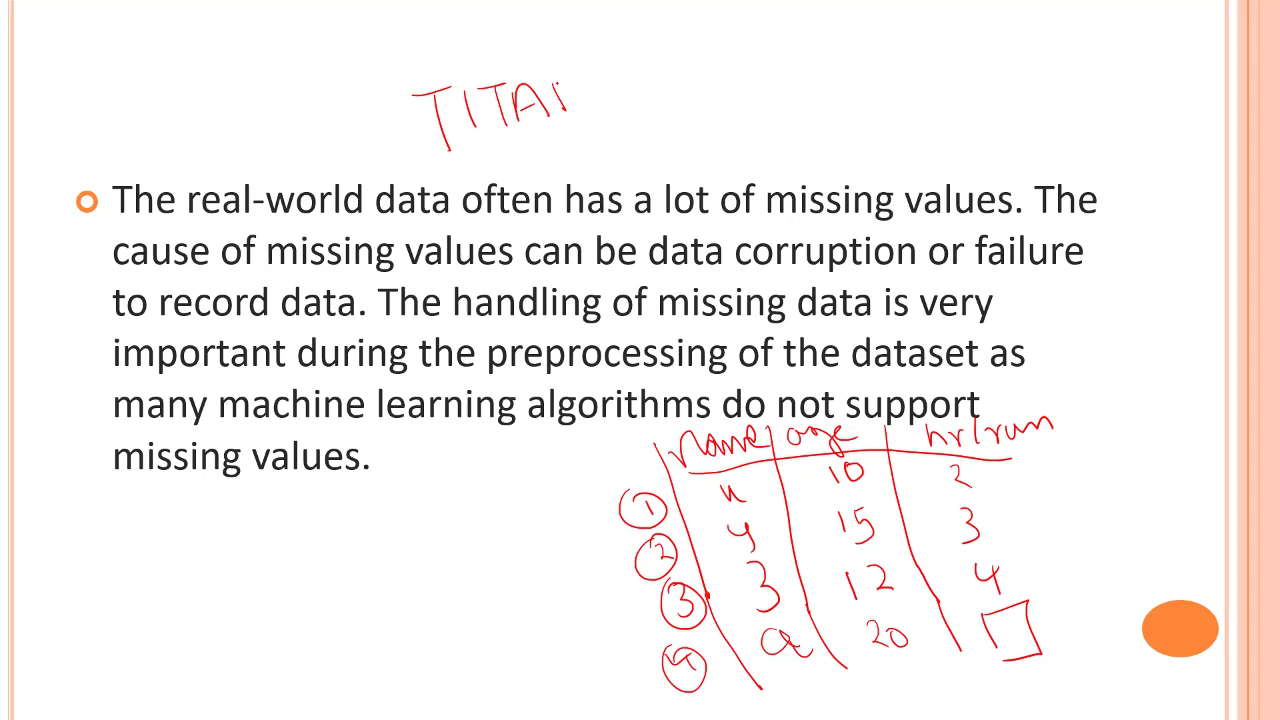 TITAI
The real-world data often has a lot of missing values. The
cause of missing values can be data corruption or failure
to record data. The handling of missing data is very
important during the preprocessing of the dataset as
many machine learning algorithms do not support
missing values.
name age hr/run
1 x 10 2
2 y 15 3
3 3 12 4
4 a 20